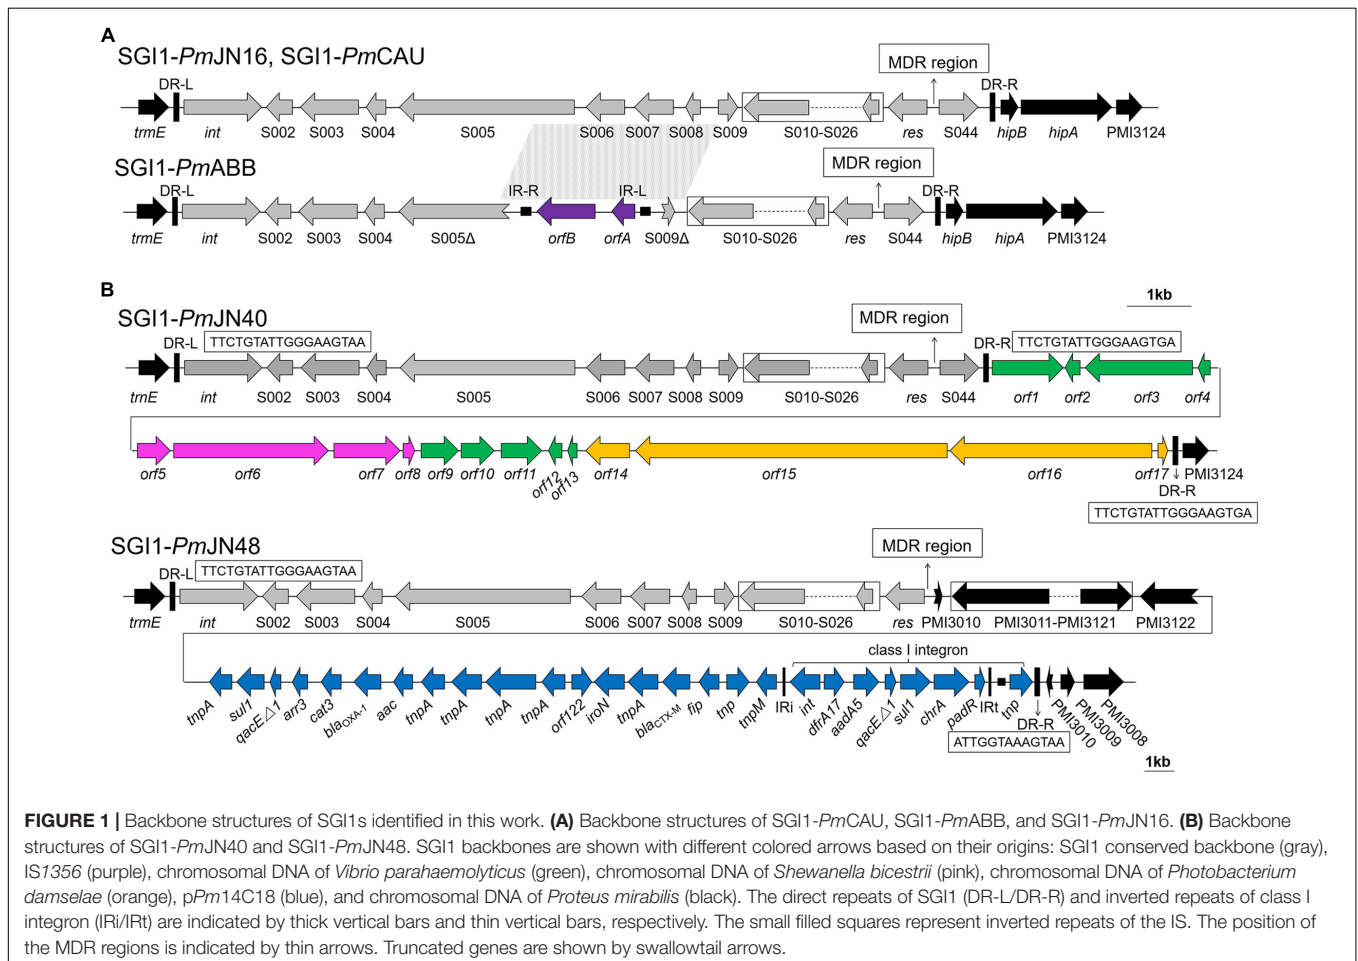 A
SGI1-PmJN16, SGI1-PmCAU
MDR region
DR-L DR-R
trmE int S002 S003 S004 S005 S006 S007 S008 S009 S010-S026 res S044 hipB hipA PMI3124
SGI1-PmABB
MDR region
DR-L IR-R IR-L DR-R
trmE int S002 S003 S004 S005Δ orfB orfA S009Δ S010-S026 res S044 hipB hipA PMI3124
B
1kb
SGI1-PmJN40
MDR region
DR-L TTCTGTATTGGGAAGTAA DR-R TTCTGTATTGGGAAGTGA
trnE int S002 S003 S004 S005 S006 S007 S008 S009 S010-S026 res S044 orf1 orf2 orf3 orf4
orf5 orf6 orf7 orf8 orf9 orf10 orf11 orf12 orf13 orf14 orf15 orf16 orf17 PMI3124
DR-R
TTCTGTATTGGGAAGTGA
SGI1-PmJN48
MDR region
DR-L TTCTGTATTGGGAAGTAA
trmE int S002 S003 S004 S005 S006 S007 S008 S009 S010-S026 res PMI3010 PMI3011-PMI3121 PMI3122
class I integron
tnpA sul1 qacE△1 arr3 cat3 blaOXA-1 aac tnpA tnpA tnpA tnpA orf122 iroN tnpA blaCTX-M fip tnp tnpM IRi int dfrA17 aadA5 qacE△1 sul1 chrA padR IRt tnp DR-R PMI3010 PMI3009 PMI3008
ATTGGTAAAGTAA
1kb
FIGURE 1 | Backbone structures of SGI1s identified in this work. (A) Backbone structures of SGI1-PmCAU, SGI1-PmABB, and SGI1-PmJN16. (B) Backbone
structures of SGI1-PmJN40 and SGI1-PmJN48. SGI1 backbones are shown with different colored arrows based on their origins: SGI1 conserved backbone (gray),
IS1356 (purple), chromosomal DNA of Vibrio parahaemolyticus (green), chromosomal DNA of Shewanella bicestrii (pink), chromosomal DNA of Photobacterium
damselae (orange), pPm14C18 (blue), and chromosomal DNA of Proteus mirabilis (black). The direct repeats of SGI1 (DR-L/DR-R) and inverted repeats of class I
integron (IRi/IRt) are indicated by thick vertical bars and thin vertical bars, respectively. The small filled squares represent inverted repeats of the IS. The position of
the MDR regions is indicated by thin arrows. Truncated genes are shown by swallowtail arrows.